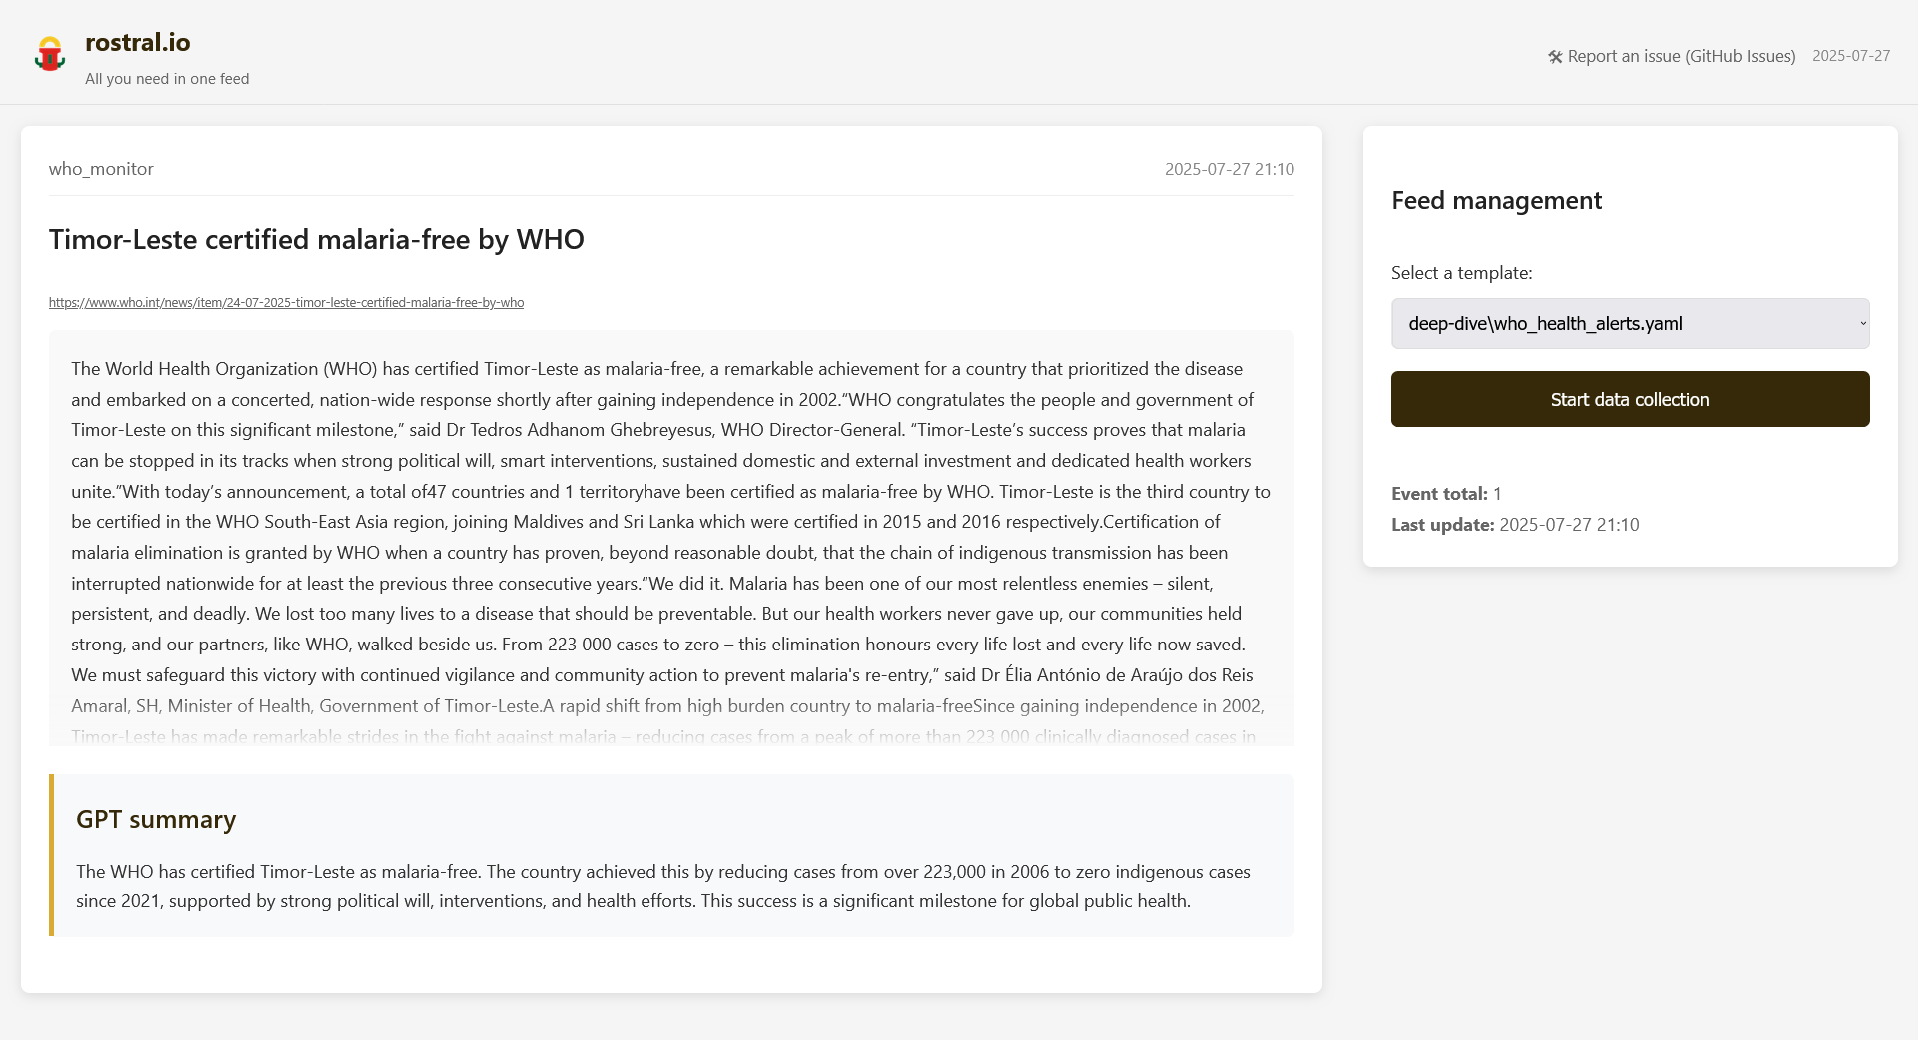 rostral.io
All you need in one feed
🛠 Report an issue (GitHub Issues) 2025-07-27
who_monitor 2025-07-27 21:10
Timor-Leste certified malaria-free by WHO
https://www.who.int/news/item/24-07-2025-timor-leste-certified-malaria-free-by-who
The World Health Organization (WHO) has certified Timor-Leste as malaria-free, a remarkable achievement for a country that prioritized the disease
and embarked on a concerted, nation-wide response shortly after gaining independence in 2002.“WHO congratulates the people and government of
Timor-Leste on this significant milestone,” said Dr Tedros Adhanom Ghebreyesus, WHO Director-General. “Timor-Leste’s success proves that malaria
can be stopped in its tracks when strong political will, smart interventions, sustained domestic and external investment and dedicated health workers
unite.”With today’s announcement, a total of47 countries and 1 territoryhave been certified as malaria-free by WHO. Timor-Leste is the third country to
be certified in the WHO South-East Asia region, joining Maldives and Sri Lanka which were certified in 2015 and 2016 respectively.Certification of
malaria elimination is granted by WHO when a country has proven, beyond reasonable doubt, that the chain of indigenous transmission has been
interrupted nationwide for at least the previous three consecutive years.”We did it. Malaria has been one of our most relentless enemies – silent,
persistent, and deadly. We lost too many lives to a disease that should be preventable. But our health workers never gave up, our communities held
strong, and our partners, like WHO, walked beside us. From 223 000 cases to zero – this elimination honours every life lost and every life now saved.
We must safeguard this victory with continued vigilance and community action to prevent malaria's re-entry,” said Dr Élia António de Araújo dos Reis
Amaral, SH, Minister of Health, Government of Timor-Leste.A rapid shift from high burden country to malaria-freeSince gaining independence in 2002,
Timor-Leste has made remarkable strides in the fight against malaria – reducing cases from a peak of more than 223 000 clinically diagnosed cases in
GPT summary
The WHO has certified Timor-Leste as malaria-free. The country achieved this by reducing cases from over 223,000 in 2006 to zero indigenous cases
since 2021, supported by strong political will, interventions, and health efforts. This success is a significant milestone for global public health.
Feed management
Select a template:
deep-dive\who_health_alerts.yaml
Start data collection
Event total: 1
Last update: 2025-07-27 21:10